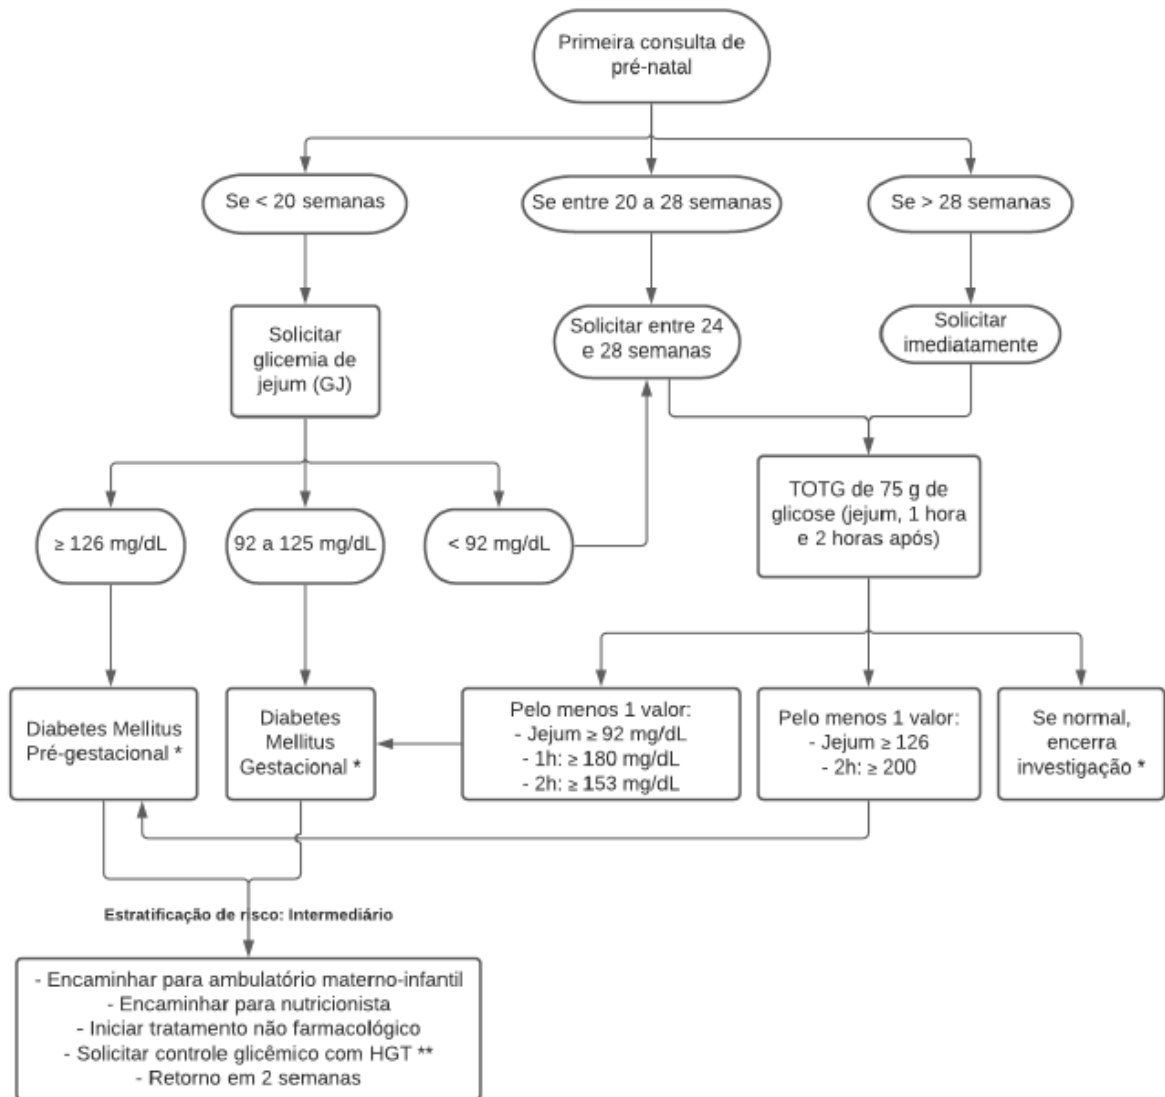 Primeira consulta de
pré-natal
Se < 20 semanas
Se entre 20 a 28 semanas
Se > 28 semanas
Solicitar
glicemia de
jejum (GJ)
Solicitar entre 24
e 28 semanas
Solicitar
imediatamente
TOTG de 75 g de
glicose (jejum, 1 hora
e 2 horas após)
≥ 126 mg/dL
92 a 125 mg/dL
< 92 mg/dL
Diabetes Mellitus
Pré-gestacional *
Diabetes
Mellitus
Gestacional *
Pelo menos 1 valor:
- Jejum ≥ 92 mg/dL
- 1h: ≥ 180 mg/dL
- 2h: ≥ 153 mg/dL
Pelo menos 1 valor:
- Jejum ≥ 126
- 2h: ≥ 200
Se normal,
encerra
investigação *
Estratificação de risco: Intermediário
- Encaminhar para ambulatório materno-infantil
- Encaminhar para nutricionista
- Iniciar tratamento não farmacológico
- Solicitar controle glicêmico com HGT **
- Retorno em 2 semanas